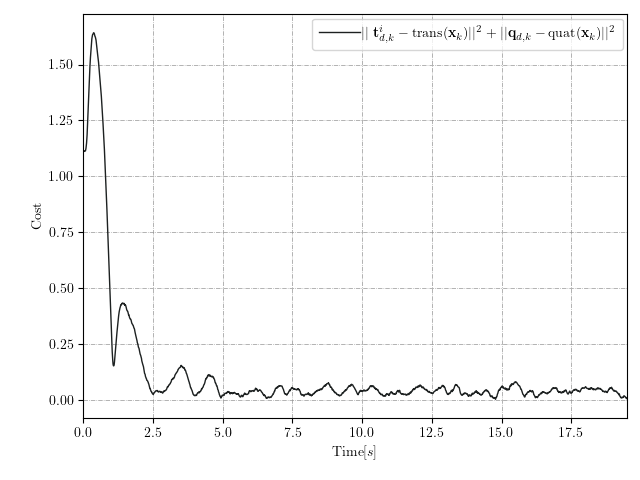 || t^i_{d,k} − trans(x_k)||^2 + ||q_{d,k} − quat(x_k)||^2
1.50
1.25
1.00
0.75
0.50
0.25
0.00
Cost
0.0 2.5 5.0 7.5 10.0 12.5 15.0 17.5
Time[s]